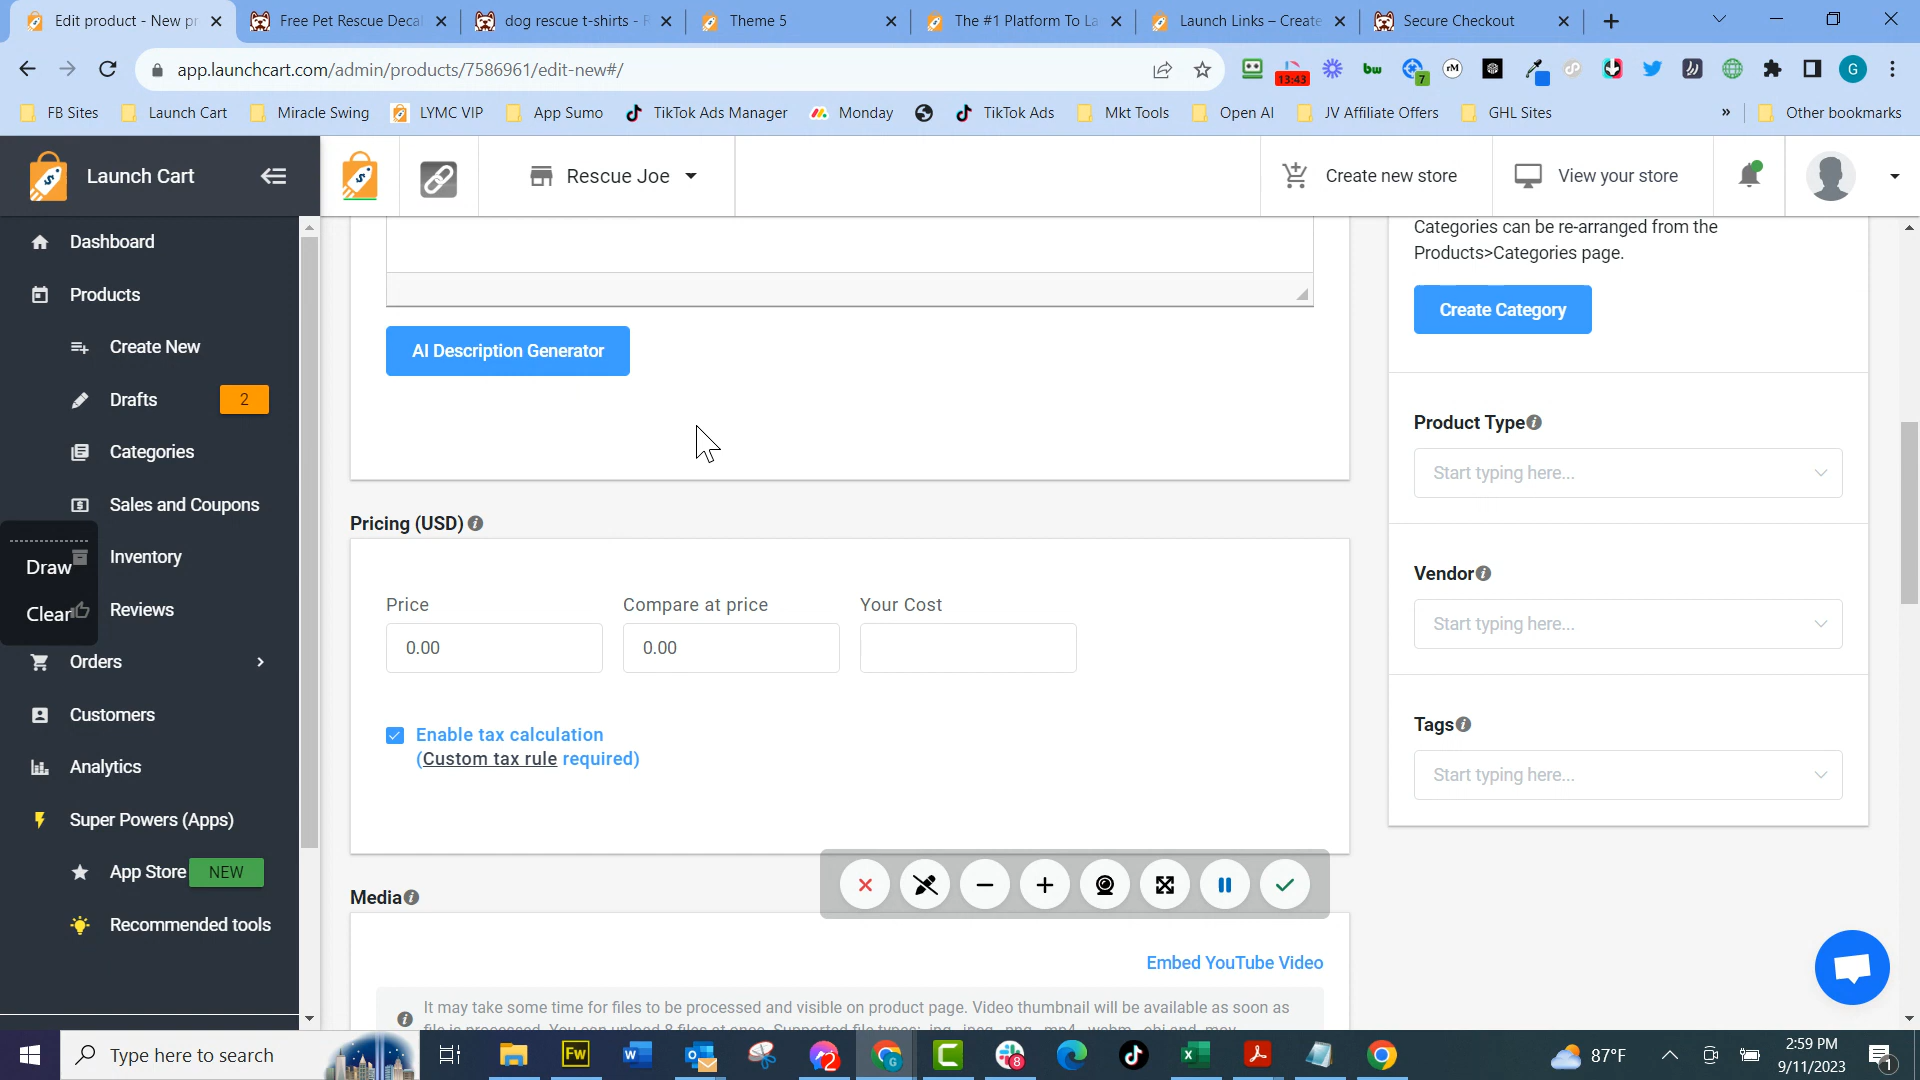 Edit product - New pr
Free Pet Rescue Decal
dog rescue t-shirts - R
Theme 5
The #1 Platform To La
Launch Links – Create
Secure Checkout
app.launchcart.com/admin/products/7586961/edit-new#/
13:43
bw
7
rM
G
FB Sites
Launch Cart
Miracle Swing
LYMC VIP
App Sumo
TikTok Ads Manager
Monday
TikTok Ads
Mkt Tools
Open AI
JV Affiliate Offers
GHL Sites
»
Other bookmarks
Launch Cart
Rescue Joe
Create new store
View your store
Dashboard
Products
Create New
Drafts
2
Categories
Sales and Coupons
Inventory
Reviews
Draw
Clear
Orders
Customers
Analytics
Super Powers (Apps)
App Store
NEW
Recommended tools
AI Description Generator
Pricing (USD)
Price
Compare at price
Your Cost
0.00
0.00
Enable tax calculation
(Custom tax rule required)
Media
Embed YouTube Video
It may take some time for files to be processed and visible on product page. Video thumbnail will be available as soon as
Categories can be re-arranged from the
Products>Categories page.
Create Category
Product Type
Start typing here...
Vendor
Start typing here...
Tags
Start typing here...
Type here to search
Fw
2
8
87°F
2:59 PM
9/11/2023
1